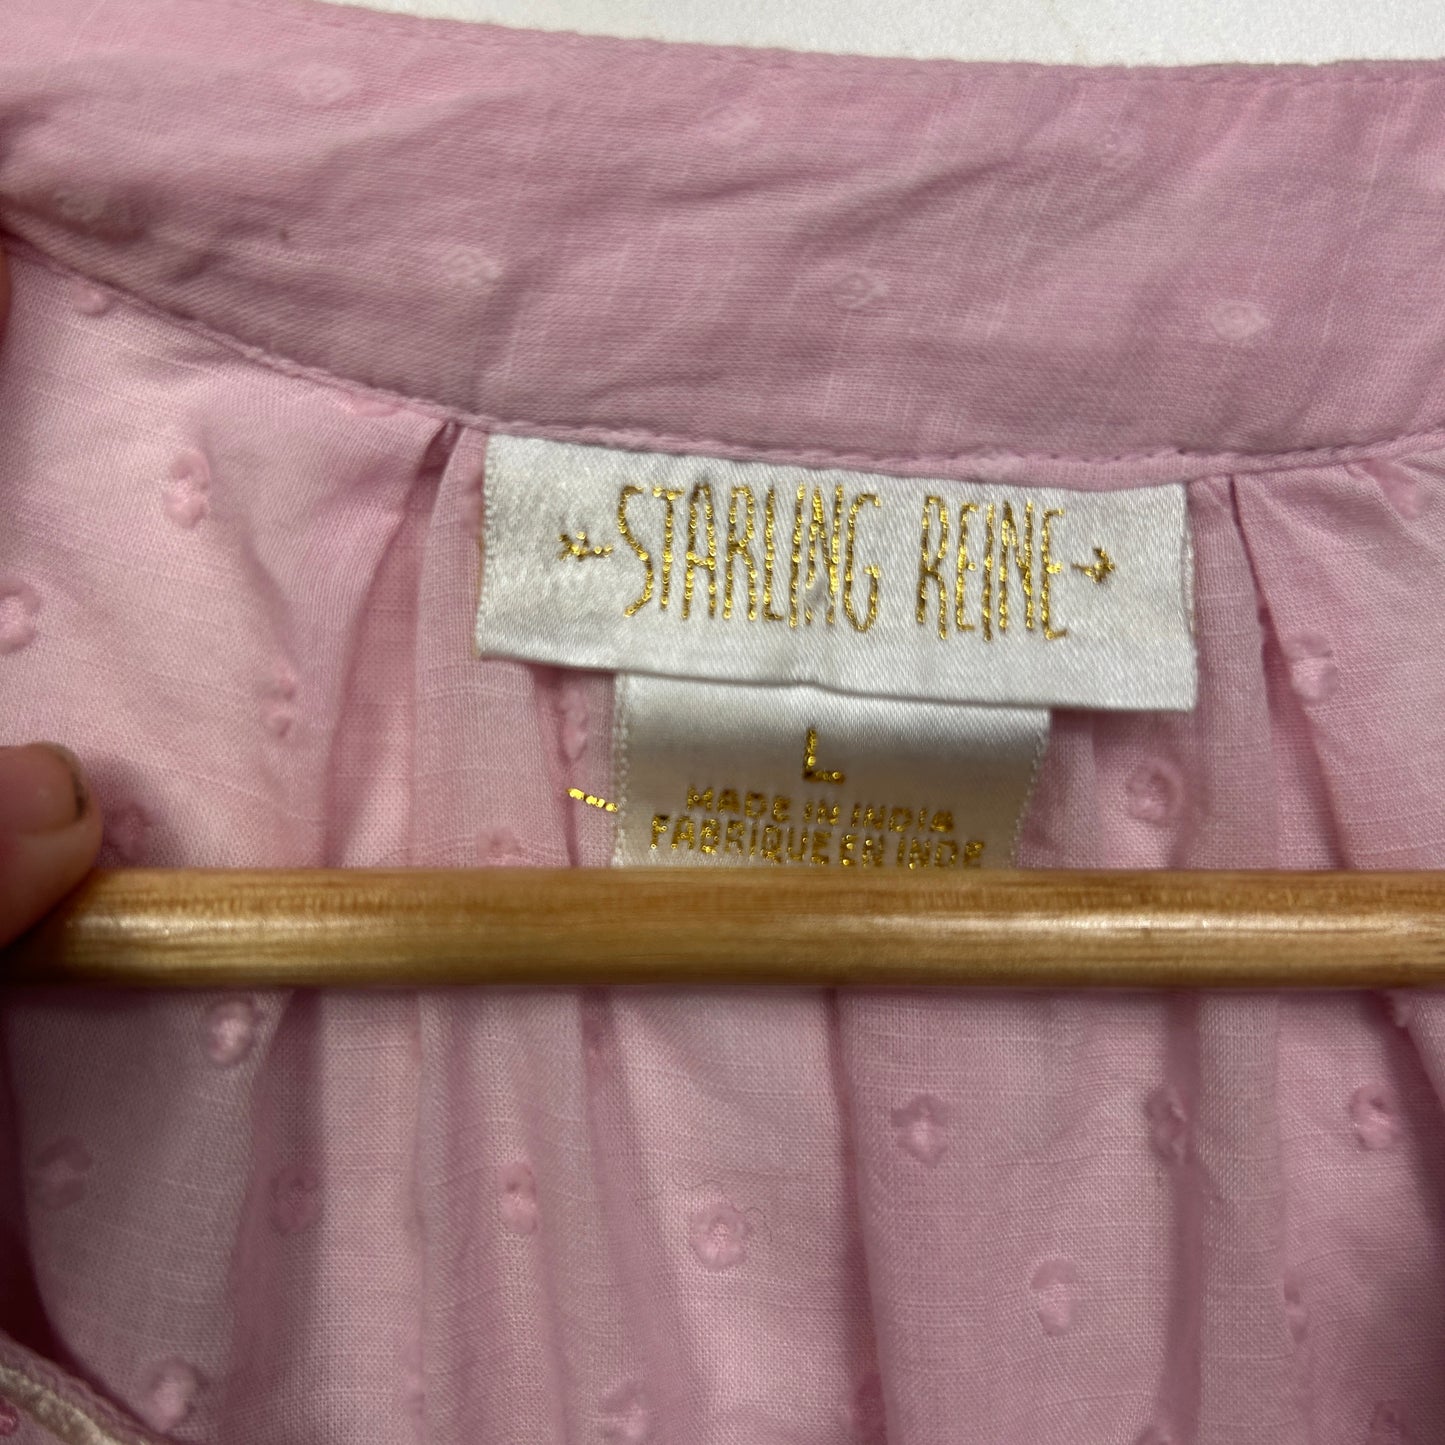 STARLING REINE
L
MADE IN INDIA
FABRIQUE EN INDE